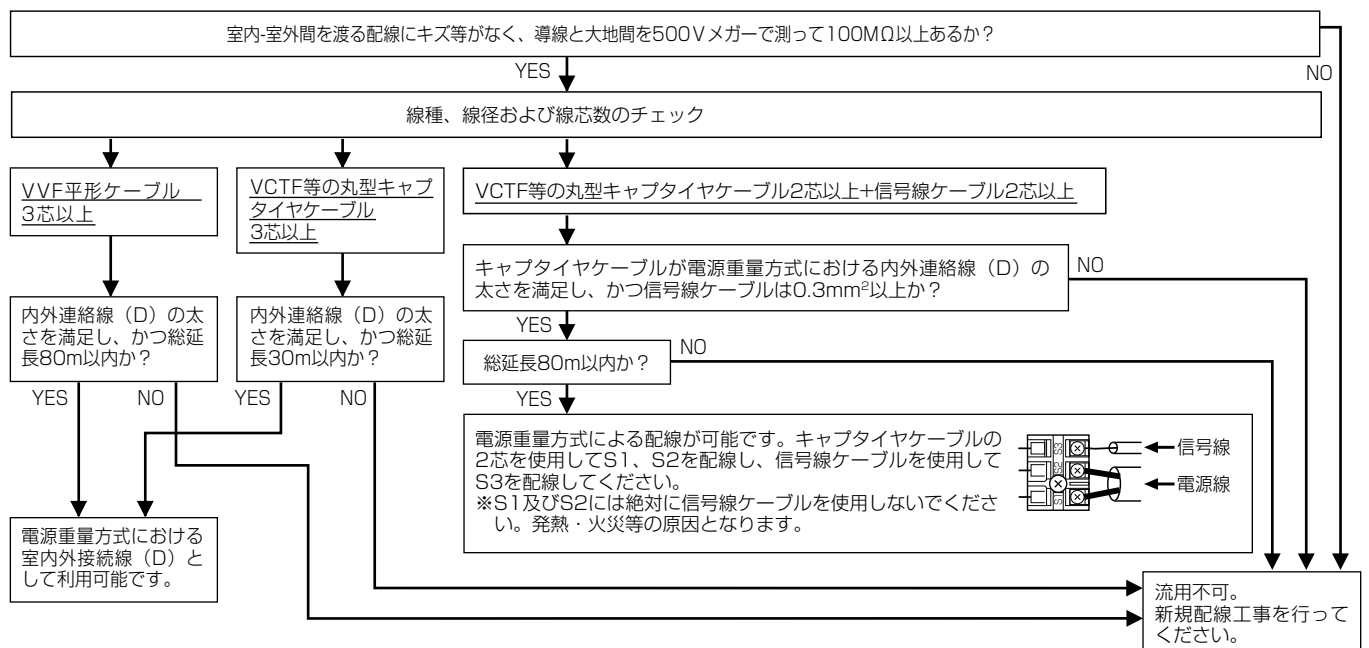 室内-室外間を渡る配線にキズ等がなく、導線と大地間を500Vメガーで測って100MΩ以上あるか？
YES
NO
線種、線径および線芯数のチェック
VVF平形ケーブル
3芯以上
VCTF等の丸型キャプ
タイヤケーブル
3芯以上
VCTF等の丸型キャプタイヤケーブル2芯以上+信号線ケーブル2芯以上
キャプタイヤケーブルが電源重量方式における内外連絡線（D）の
太さを満足し、かつ信号線ケーブルは0.3mm²以上か？
NO
YES
内外連絡線（D）の太
さを満足し、かつ総延
長80m以内か？
内外連絡線（D）の太
さを満足し、かつ総延
長30m以内か？
総延長80m以内か？
NO
YES
NO
YES
NO
YES
電源重量方式による配線が可能です。キャプタイヤケーブルの
2芯を使用してS1、S2を配線し、信号線ケーブルを使用して
S3を配線してください。
※S1及びS2には絶対に信号線ケーブルを使用しないでくださ
い。発熱・火災等の原因となります。
S3
S2
S1
信号線
電源線
電源重量方式における
室内外接続線（D）と
して利用可能です。
流用不可。
新規配線工事を行って
ください。